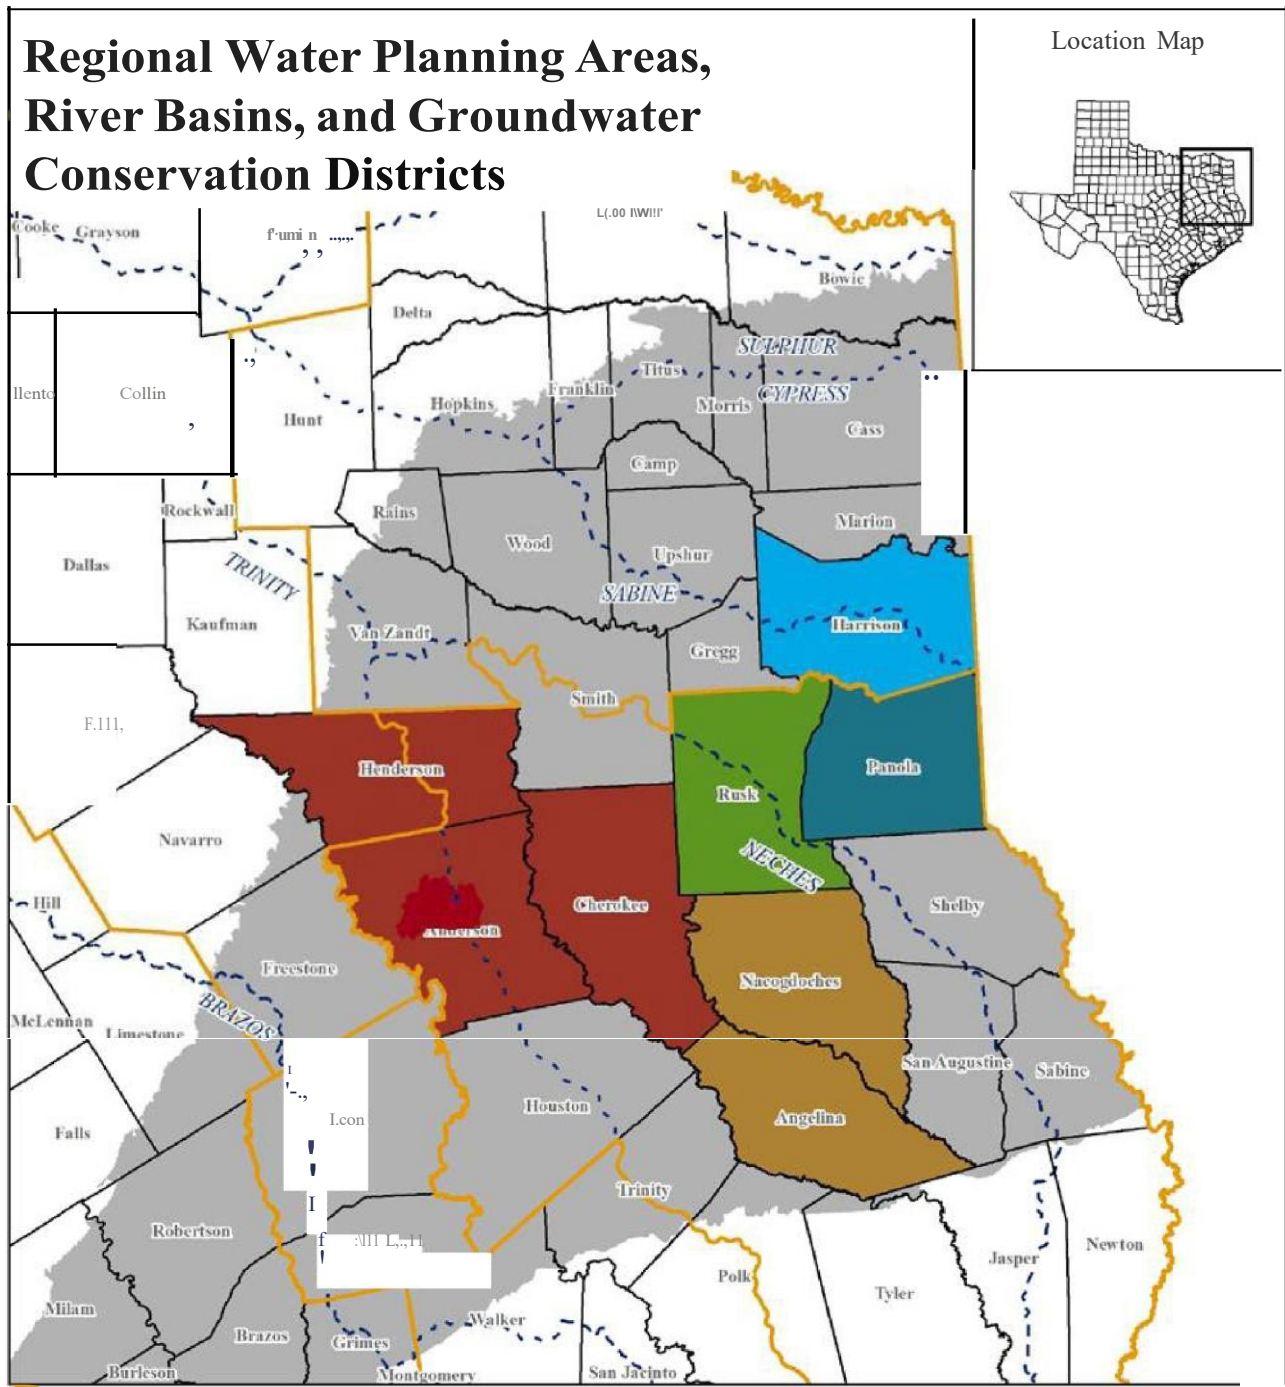 Regional Water Planning Areas,
River Basins, and Groundwater
Conservation Districts
Location Map
Cooke
Grayson
Bowie
Delta
SULPHUR
Titus
Franklin
CYPRESS
Collin
Hopkins
Morris
Hunt
Cass
Camp
Rockwall
Rains
Marion
Wood
Upshur
Dallas
TRINITY
SABINE
Kaufman
Van Zandt
Harrison
Gregg
Smith
Henderson
Panola
Rusk
Navarro
NECHES
Hill
Cherokee
Shelby
Anderson
Freestone
Nacogdoches
BRAZOS
McLennan
Limestone
San Augustine
Sabine
Houston
Angelina
Falls
Trinity
Robertson
Newton
Jasper
Polk
Tyler
Milam
Walker
Brazos
Grimes
Burleson
Montgomery
San Jacinto